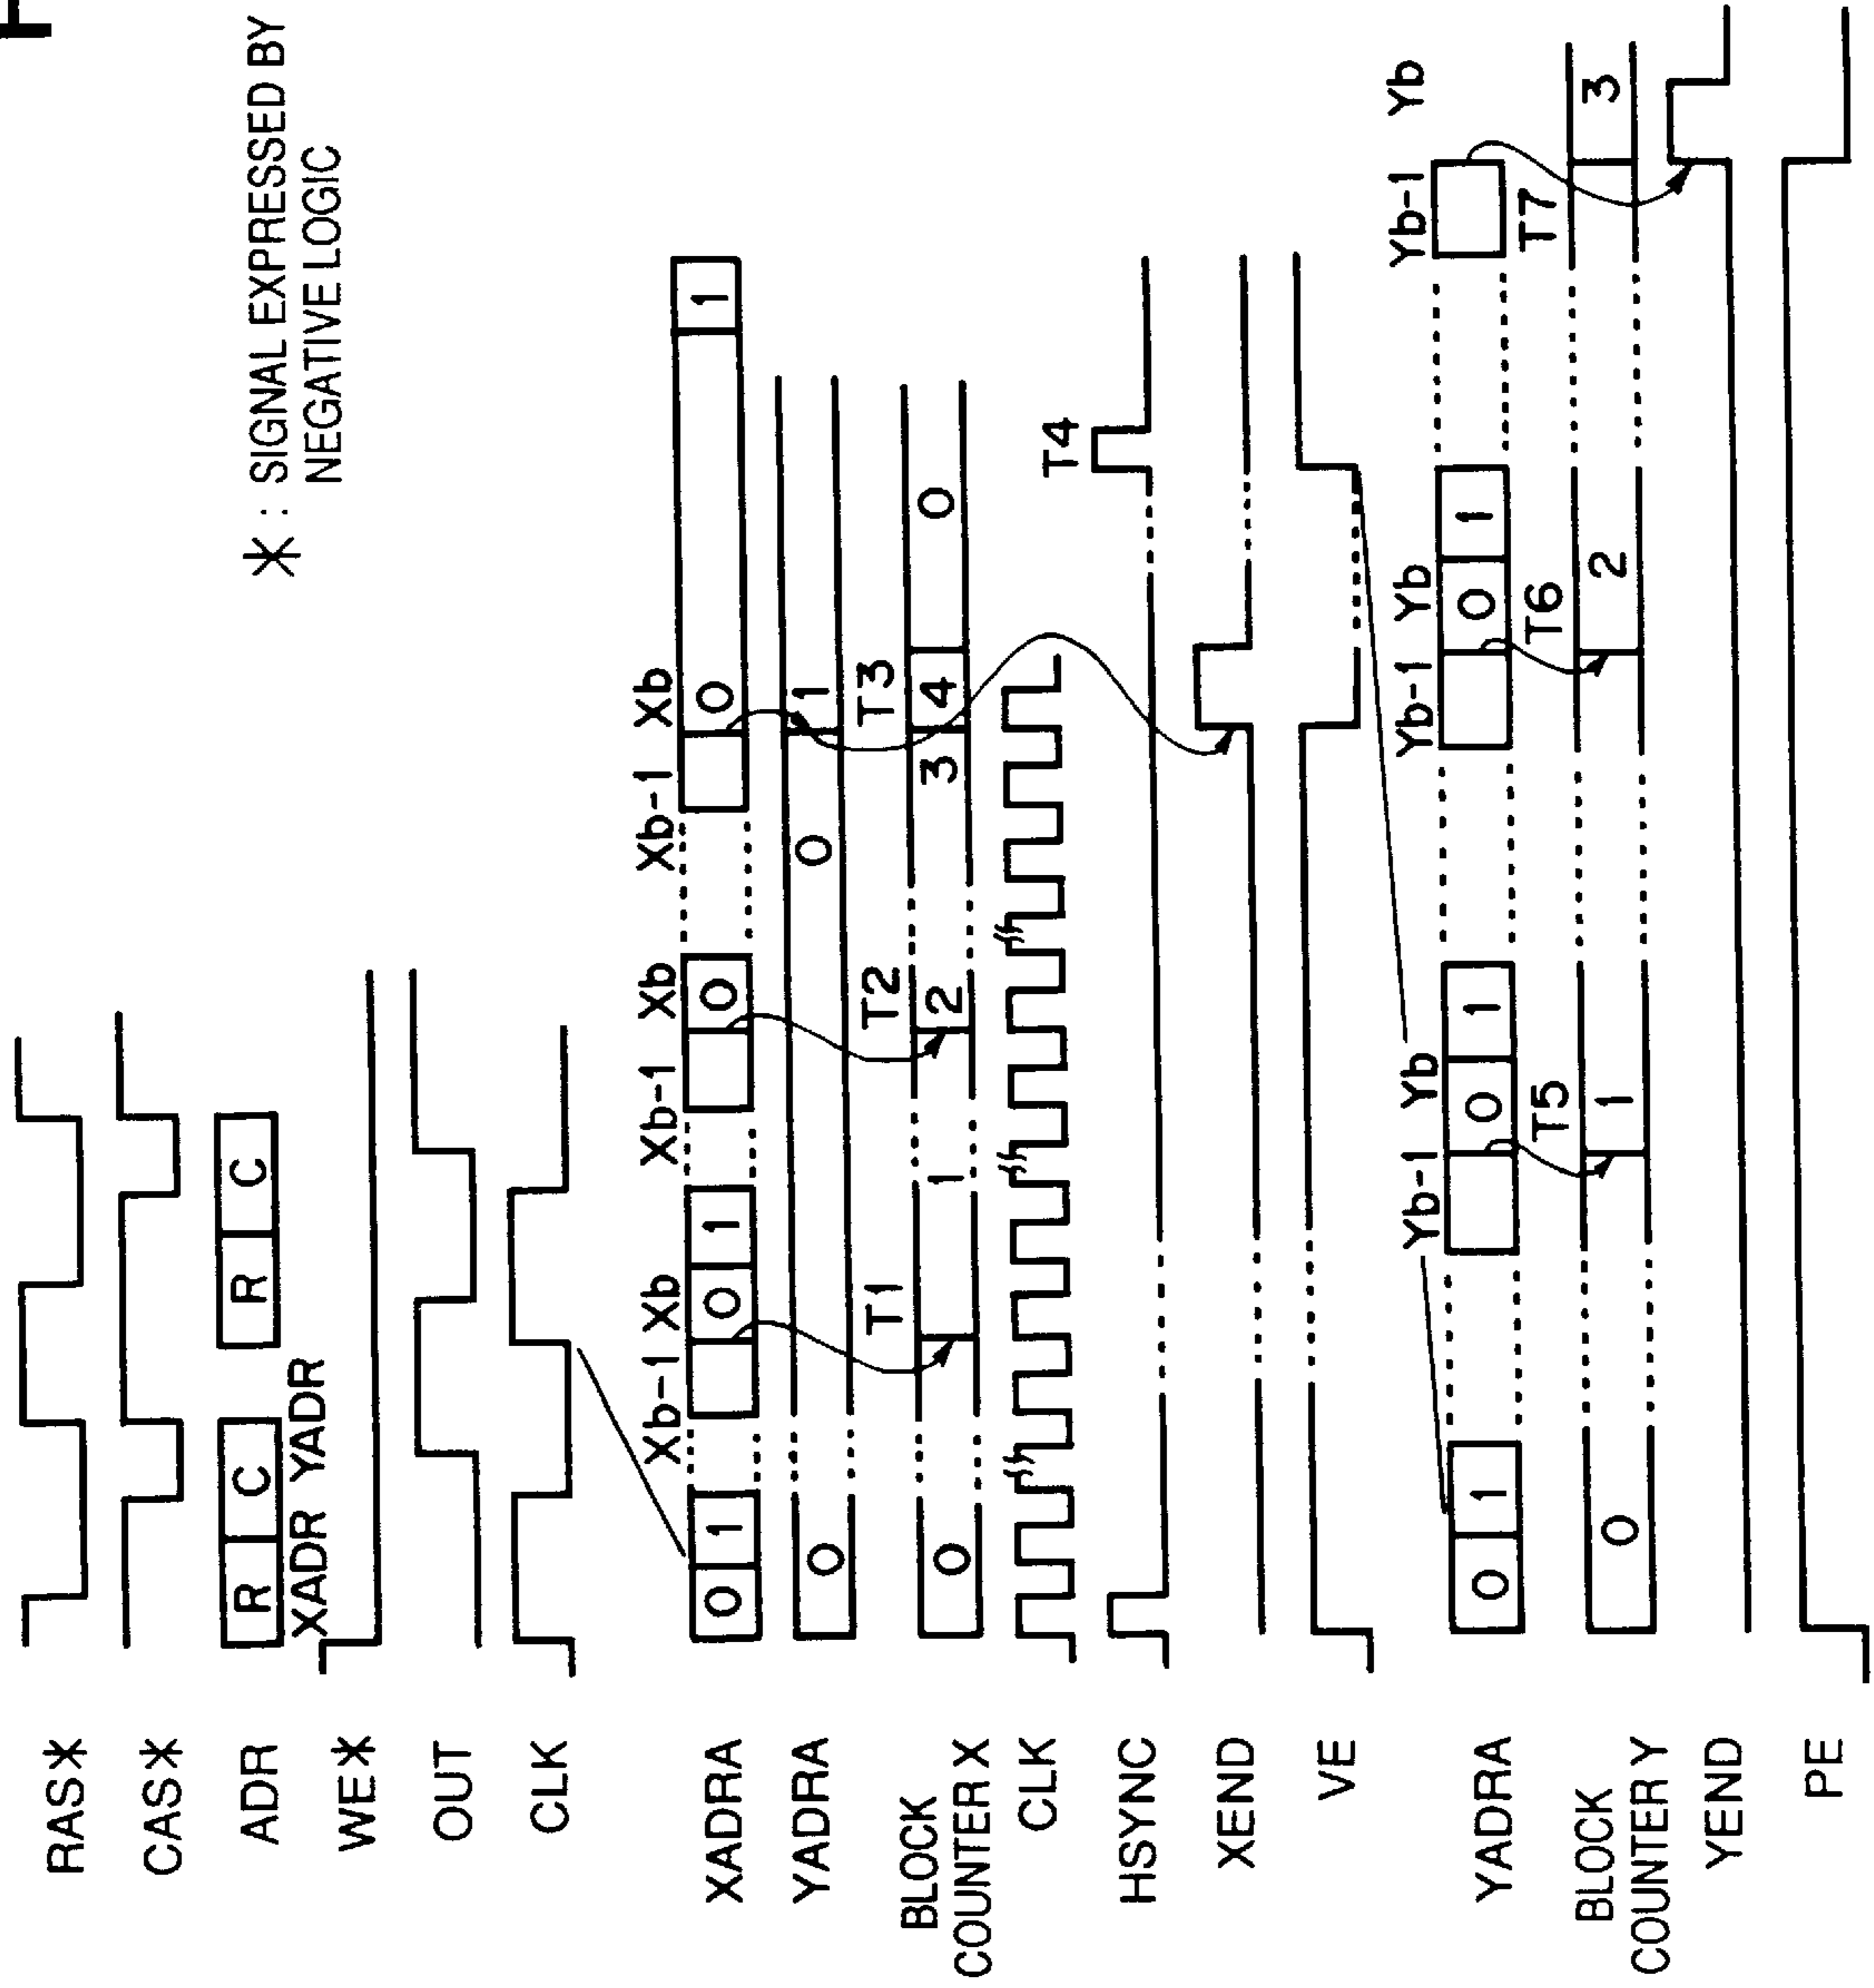 * : SIGNAL EXPRESSED BY
NEGATIVE LOGIC
RAS*
CAS*
ADR R C R C
XADR YADR
WE*
OUT
CLK
Xb-1 Xb Xb-1 Xb Xb-1 Xb
XADRA 0 1 0 1 0 0 1
YADRA 0 0 1
T1 T2 T3
BLOCK
COUNTER X 0 1 2 3 4 0
CLK
T4
HSYNC
XEND
VE
Yb-1 Yb Yb-1 Yb Yb-1 Yb
YADRA 0 1 0 1 0 1
T5 T6 T7
BLOCK
COUNTER Y 0 1 2 3
YEND
PE